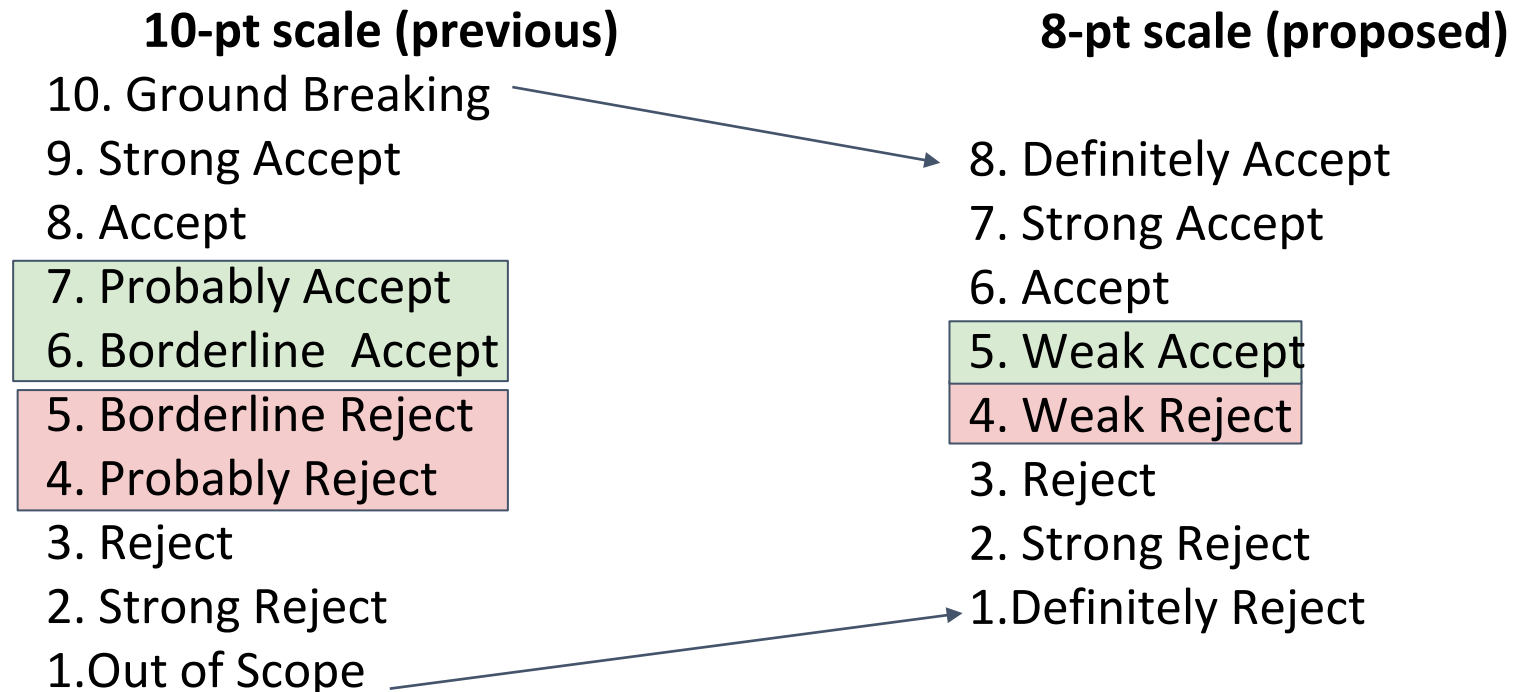 10-pt scale (previous)
10. Ground Breaking
9. Strong Accept
8. Accept
7. Probably Accept
6. Borderline  Accept
5. Borderline Reject
4. Probably Reject
3. Reject
2. Strong Reject
1.Out of Scope
8-pt scale (proposed)
8. Definitely Accept
7. Strong Accept
6. Accept
5. Weak Accept
4. Weak Reject
3. Reject
2. Strong Reject
1.Definitely Reject